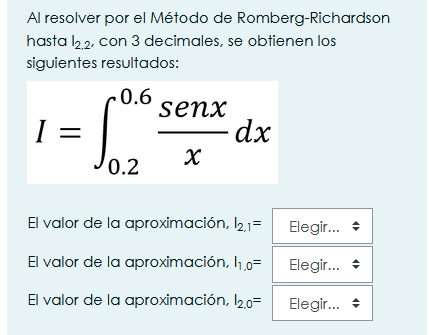 Al resolver por el Método de Romberg-Richardson
hasta I₂,₂, con 3 decimales, se obtienen los
siguientes resultados:
I = ∫₀.₂^0.6 senx/x dx
El valor de la aproximación, I₂,₁= Elegir...
El valor de la aproximación, I₁,₀= Elegir...
El valor de la aproximación, I₂,₀= Elegir...